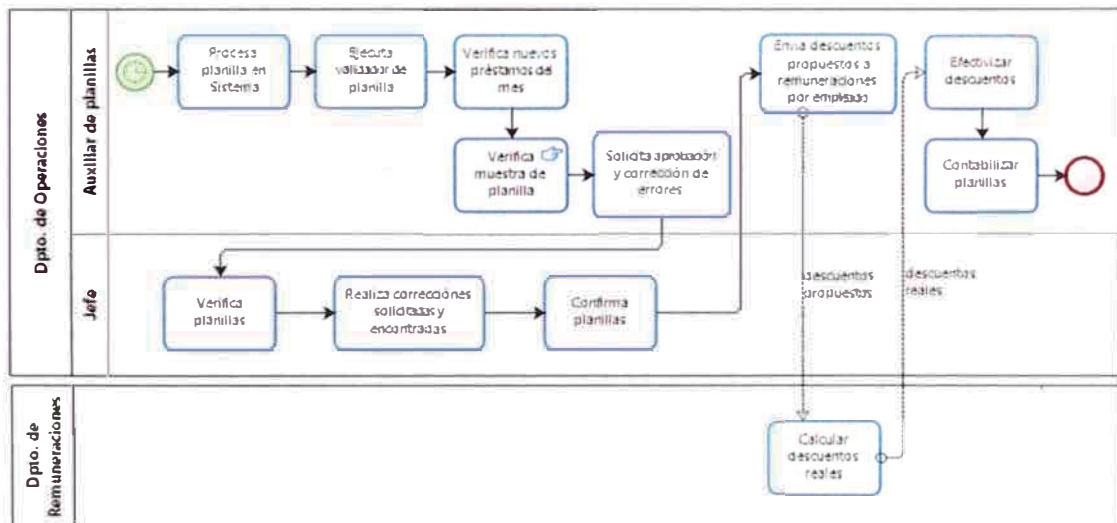 Dpto. de Operaciones
Auxiliar de planillas
Procesa
planilla en
Sistema
Ejecuta
validador de
planilla
Verifica nuevos
préstamos del
mes
Verifica
muestra de
planilla
Solicita aprobación
y corrección de
errores
Envia descuentos
propuestos a
remuneraciones
por empleado
Efectivizar
descuentos
Contabilizar
planillas
Jefe
Verifica
planillas
Realiza correcciones
solicitadas y
encontradas
Confirma
planillas
descuentos
propuestos
descuentos
reales
Dpto. de
Remuneraciones
Calcular
descuentos
reales